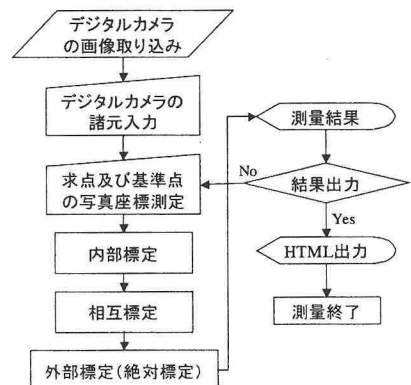 デジタルカメラ
の画像取り込み
デジタルカメラの
諸元入力
求点及び基準点
の写真座標測定
内部標定
相互標定
外部標定(絶対標定)
測量結果
結果出力
No
Yes
HTML出力
測量終了